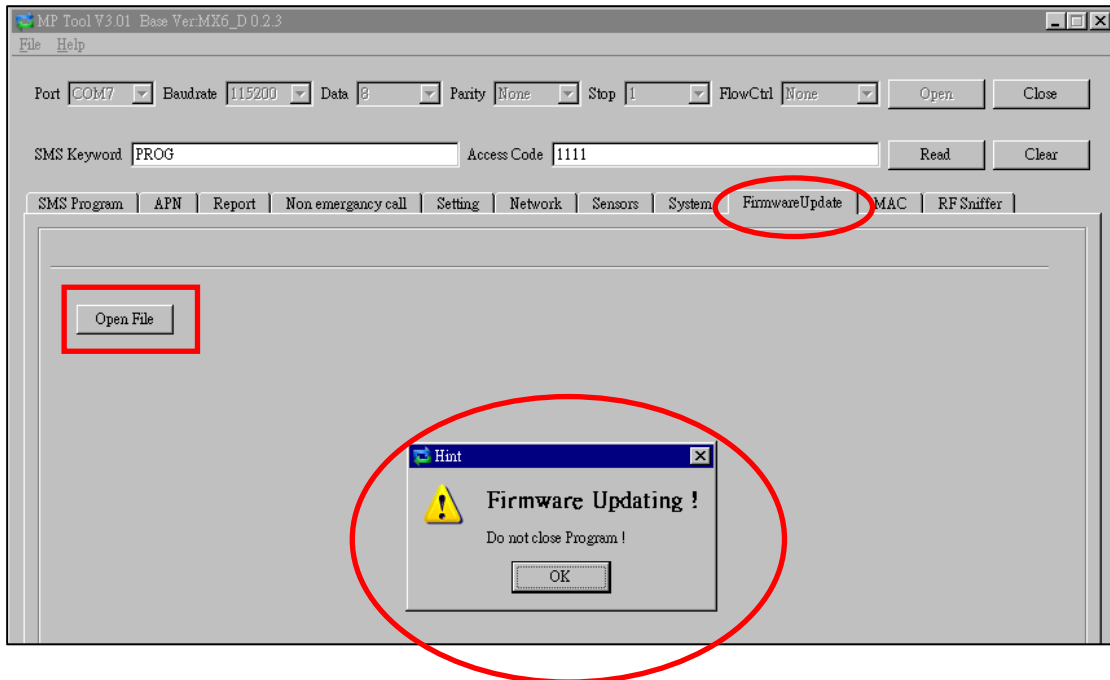 MP Tool V3.01 Base Ver:MX6_D 0.2.3
File Help
Port COM7 Baudrate 115200 Data 8 Parity None Stop 1 FlowCtrl None Open Close
SMS Keyword PROG Access Code 1111 Read Clear
SMS Program APN Report Non emergancy call Setting Network Sensors System FirmwareUpdate MAC RF Sniffer
Open File
Hint
Firmware Updating !
Do not close Program !
OK